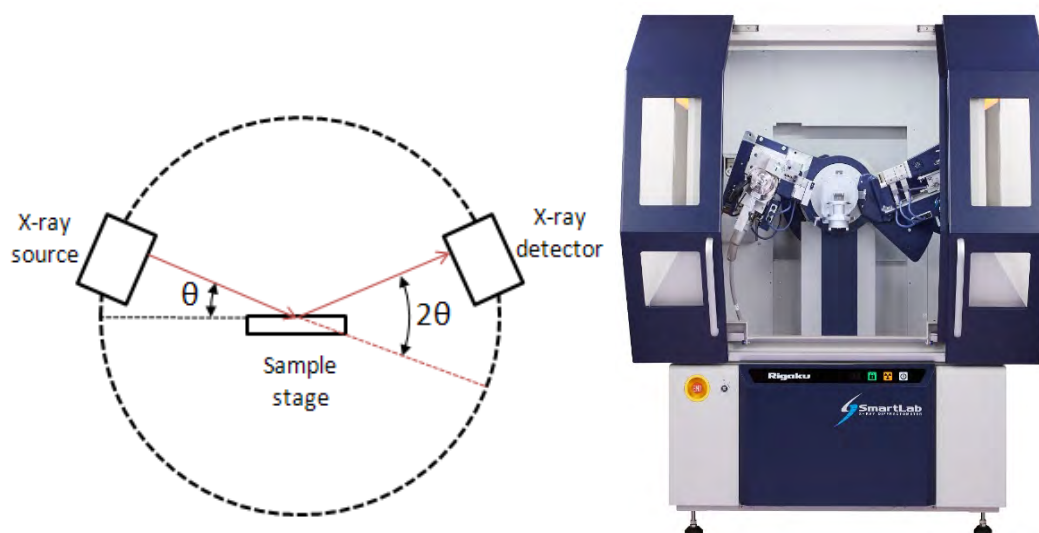 X-ray
source
θ
2θ
X-ray
detector
Sample
stage
Rigaku
SmartLab